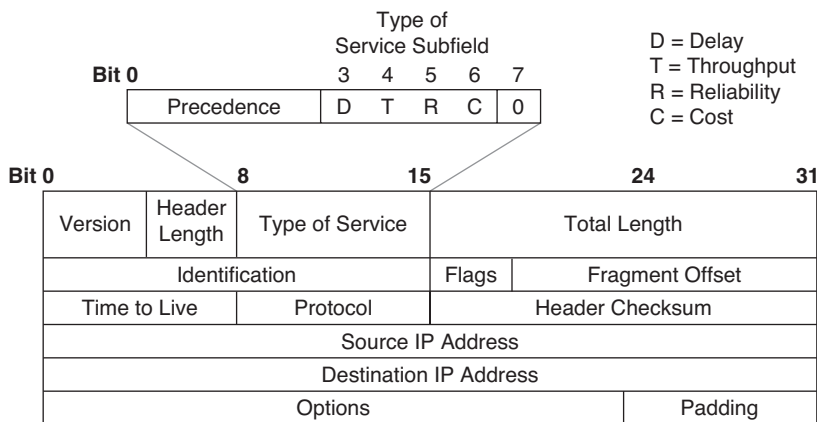 Type of
Service Subfield
D = Delay
T = Throughput
R = Reliability
C = Cost
Bit 0 3 4 5 6 7
Precedence D T R C 0
Bit 0 8 15 24 31
Version Header Length Type of Service Total Length
Identification Flags Fragment Offset
Time to Live Protocol Header Checksum
Source IP Address
Destination IP Address
Options Padding